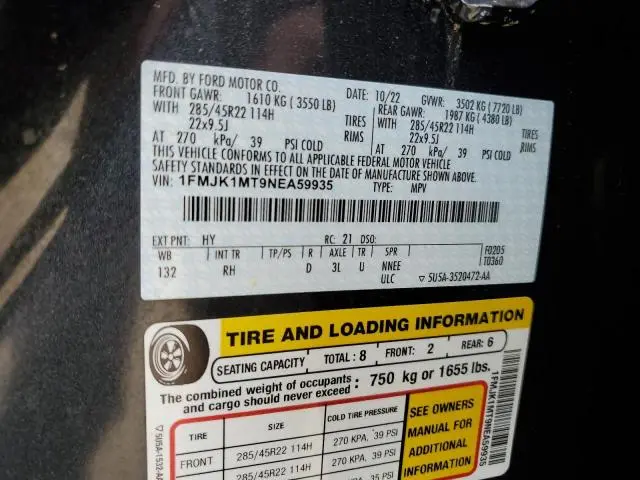 MFD. BY FORD MOTOR CO.
DATE: 10/22 GVWR: 3502 KG ( 7720 LB)
FRONT GAWR: 1610 KG ( 3550 LB) REAR GAWR: 1987 KG ( 4380 LB)
WITH 285/45R22 114H TIRES WITH 285/45R22 114H TIRES
22x9.5J RIMS 22x9.5J RIMS
AT 270 kPa/ 39 PSI COLD AT 270 kPa/ 39 PSI COLD
THIS VEHICLE CONFORMS TO ALL APPLICABLE FEDERAL MOTOR VEHICLE
SAFETY STANDARDS IN EFFECT ON THE DATE OF MANUFACTURE SHOWN ABOVE.
VIN: 1FMJK1MT9NEA59935 TYPE: MPV
EXT PNT: HY RC: 21 DSO:
WB INT TR TP/PS R AXLE TR SPR F0205
132 RH D 3L U NNEE T0360
ULC ▽ 5U5A-3520472-AA
TIRE AND LOADING INFORMATION
SEATING CAPACITY TOTAL: 8 FRONT: 2 REAR: 6
The combined weight of occupants
and cargo should never exceed : 750 kg or 1655 lbs.
TIRE SIZE COLD TIRE PRESSURE
FRONT 285/45R22 114H 270 KPA, 39 PSI
285/45R22 114H 270 KPA, 39 PSI
35 PSI
SEE OWNERS
MANUAL FOR
ADDITIONAL
INFORMATION
1FMJK1MT9NEA59935
▽ 5U5A-1532-AA